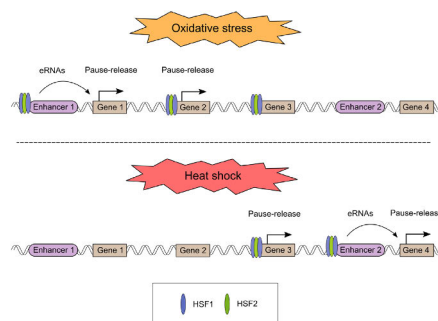 Oxidative stress
eRNAs Pause-release Pause-release
Enhancer 1 Gene 1 Gene 2 Gene 3 Enhancer 2 Gene 4
Heat shock
Pause-release eRNAs Pause-releas
Enhancer 1 Gene 1 Gene 2 Gene 3 Enhancer 2 Gene 4
HSF1 HSF2